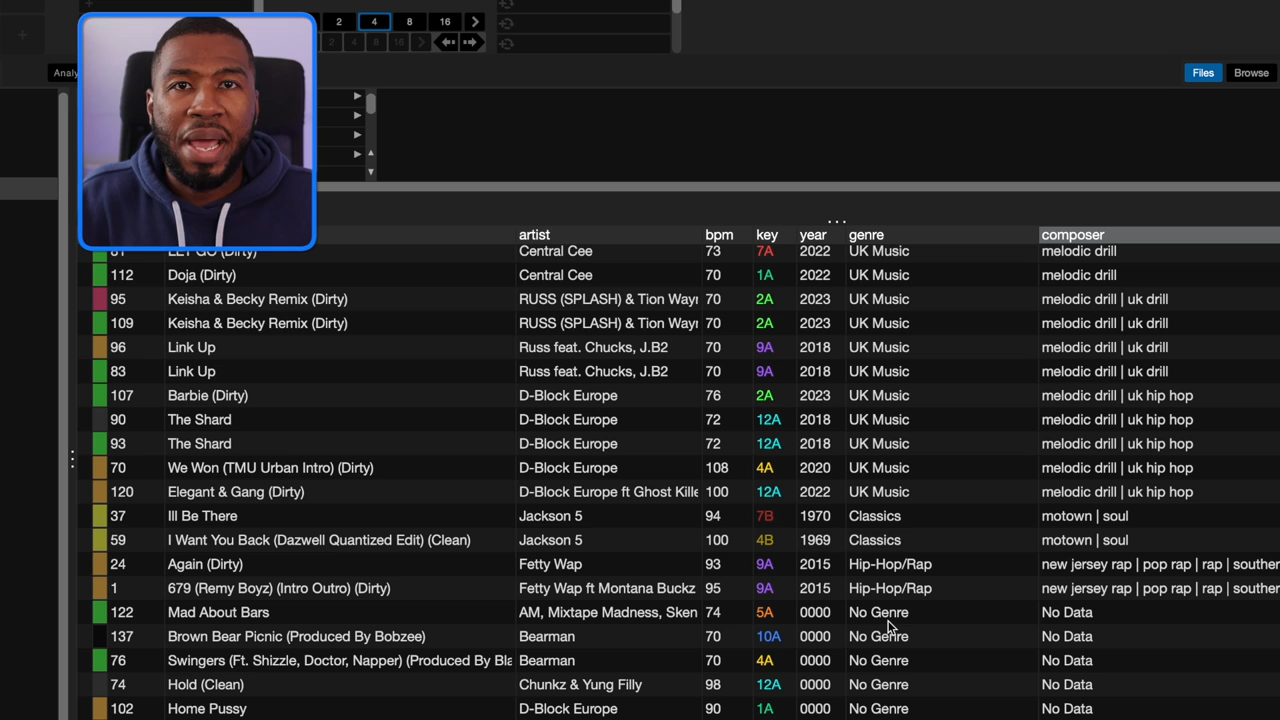 2 4 8 16
2 4 8 16
Analy
Files Browse
artist bpm key year genre composer
81 LET GO (Dirty) Central Cee 73 7A 2022 UK Music melodic drill
112 Doja (Dirty) Central Cee 70 1A 2022 UK Music melodic drill
95 Keisha & Becky Remix (Dirty) RUSS (SPLASH) & Tion Wayn 70 2A 2023 UK Music melodic drill | uk drill
109 Keisha & Becky Remix (Dirty) RUSS (SPLASH) & Tion Wayn 70 2A 2023 UK Music melodic drill | uk drill
96 Link Up Russ feat. Chucks, J.B2 70 9A 2018 UK Music melodic drill | uk drill
83 Link Up Russ feat. Chucks, J.B2 70 9A 2018 UK Music melodic drill | uk drill
107 Barbie (Dirty) D-Block Europe 76 2A 2023 UK Music melodic drill | uk hip hop
90 The Shard D-Block Europe 72 12A 2018 UK Music melodic drill | uk hip hop
93 The Shard D-Block Europe 72 12A 2018 UK Music melodic drill | uk hip hop
70 We Won (TMU Urban Intro) (Dirty) D-Block Europe 108 4A 2020 UK Music melodic drill | uk hip hop
120 Elegant & Gang (Dirty) D-Block Europe ft Ghost Kille 100 12A 2022 UK Music melodic drill | uk hip hop
37 Ill Be There Jackson 5 94 7B 1970 Classics motown | soul
59 I Want You Back (Dazwell Quantized Edit) (Clean) Jackson 5 100 4B 1969 Classics motown | soul
24 Again (Dirty) Fetty Wap 93 9A 2015 Hip-Hop/Rap new jersey rap | pop rap | rap | souther
1 679 (Remy Boyz) (Intro Outro) (Dirty) Fetty Wap ft Montana Buckz 95 9A 2015 Hip-Hop/Rap new jersey rap | pop rap | rap | souther
122 Mad About Bars AM, Mixtape Madness, Sken 74 5A 0000 No Genre No Data
137 Brown Bear Picnic (Produced By Bobzee) Bearman 70 10A 0000 No Genre No Data
76 Swingers (Ft. Shizzle, Doctor, Napper) (Produced By Bla Bearman 70 4A 0000 No Genre No Data
74 Hold (Clean) Chunkz & Yung Filly 98 12A 0000 No Genre No Data
102 Home Pussy D-Block Europe 90 1A 0000 No Genre No Data